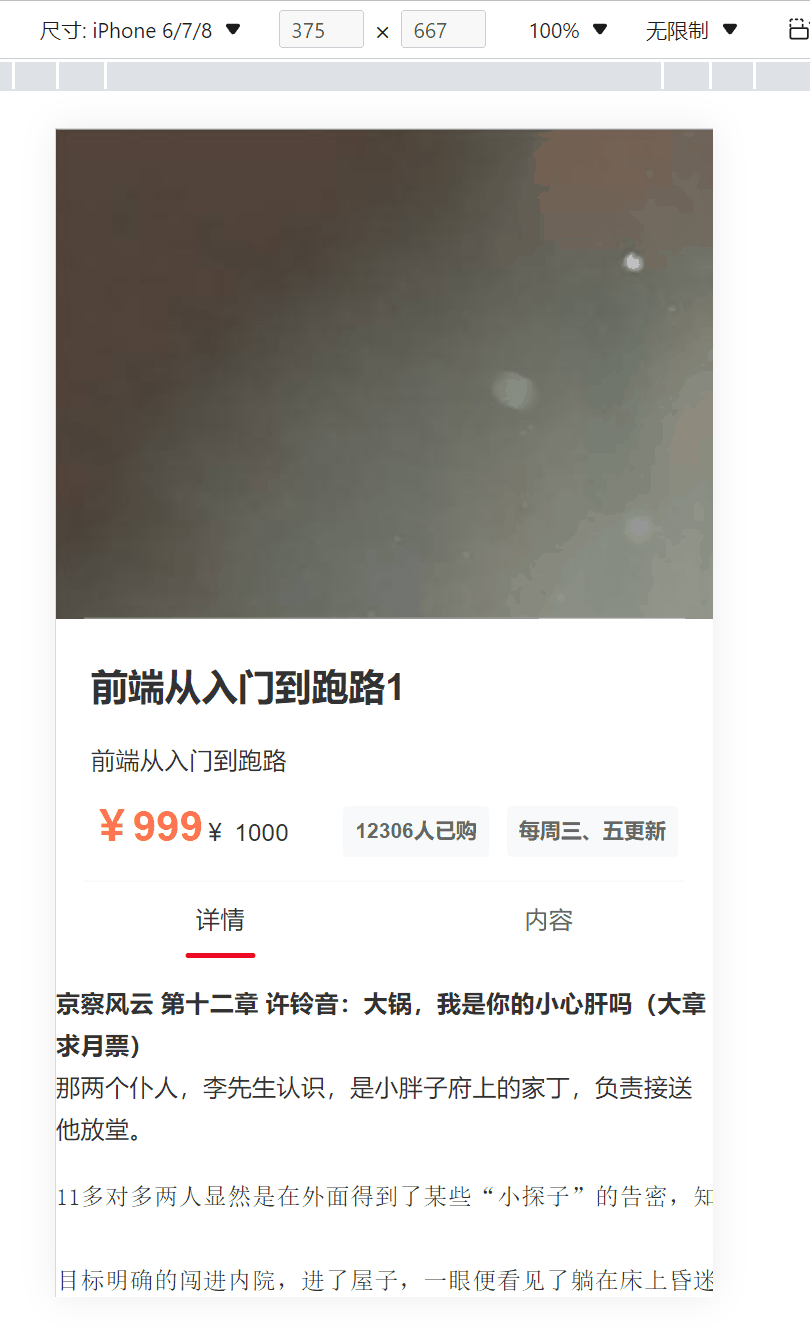 尺寸: iPhone 6/7/8 375 × 667 100% 无限制
前端从入门到跑路1
前端从入门到跑路
￥999 ￥ 1000 12306人已购 每周三、五更新
详情 内容
京察风云 第十二章 许铃音：大锅，我是你的小心肝吗（大章
求月票）
那两个仆人，李先生认识，是小胖子府上的家丁，负责接送
他放堂。
11多对多两人显然是在外面得到了某些“小探子”的告密，知
目标明确的闯进内院，进了屋子，一眼便看见了躺在床上昏迷